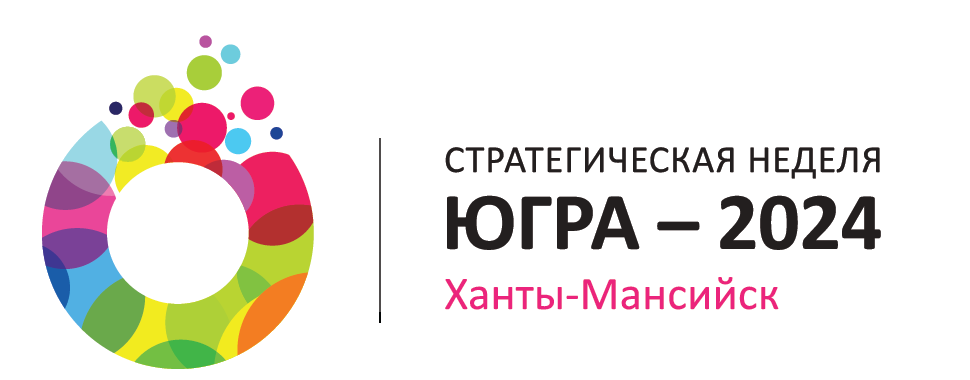 СТРАТЕГИЧЕСКАЯ НЕДЕЛЯ
ЮГРА – 2024
Ханты-Мансийск